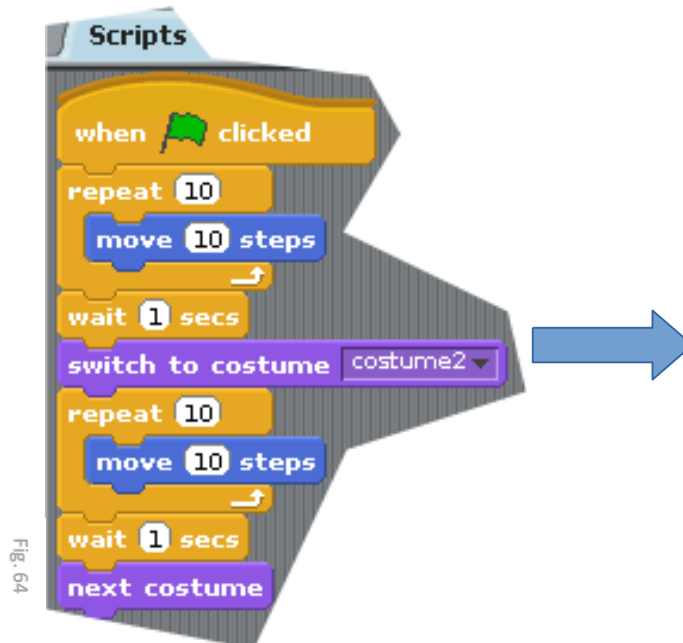 Scripts
when clicked
repeat 10
move 10 steps
wait 1 secs
switch to costume costume2
repeat 10
move 10 steps
wait 1 secs
next costume
Fig. 64